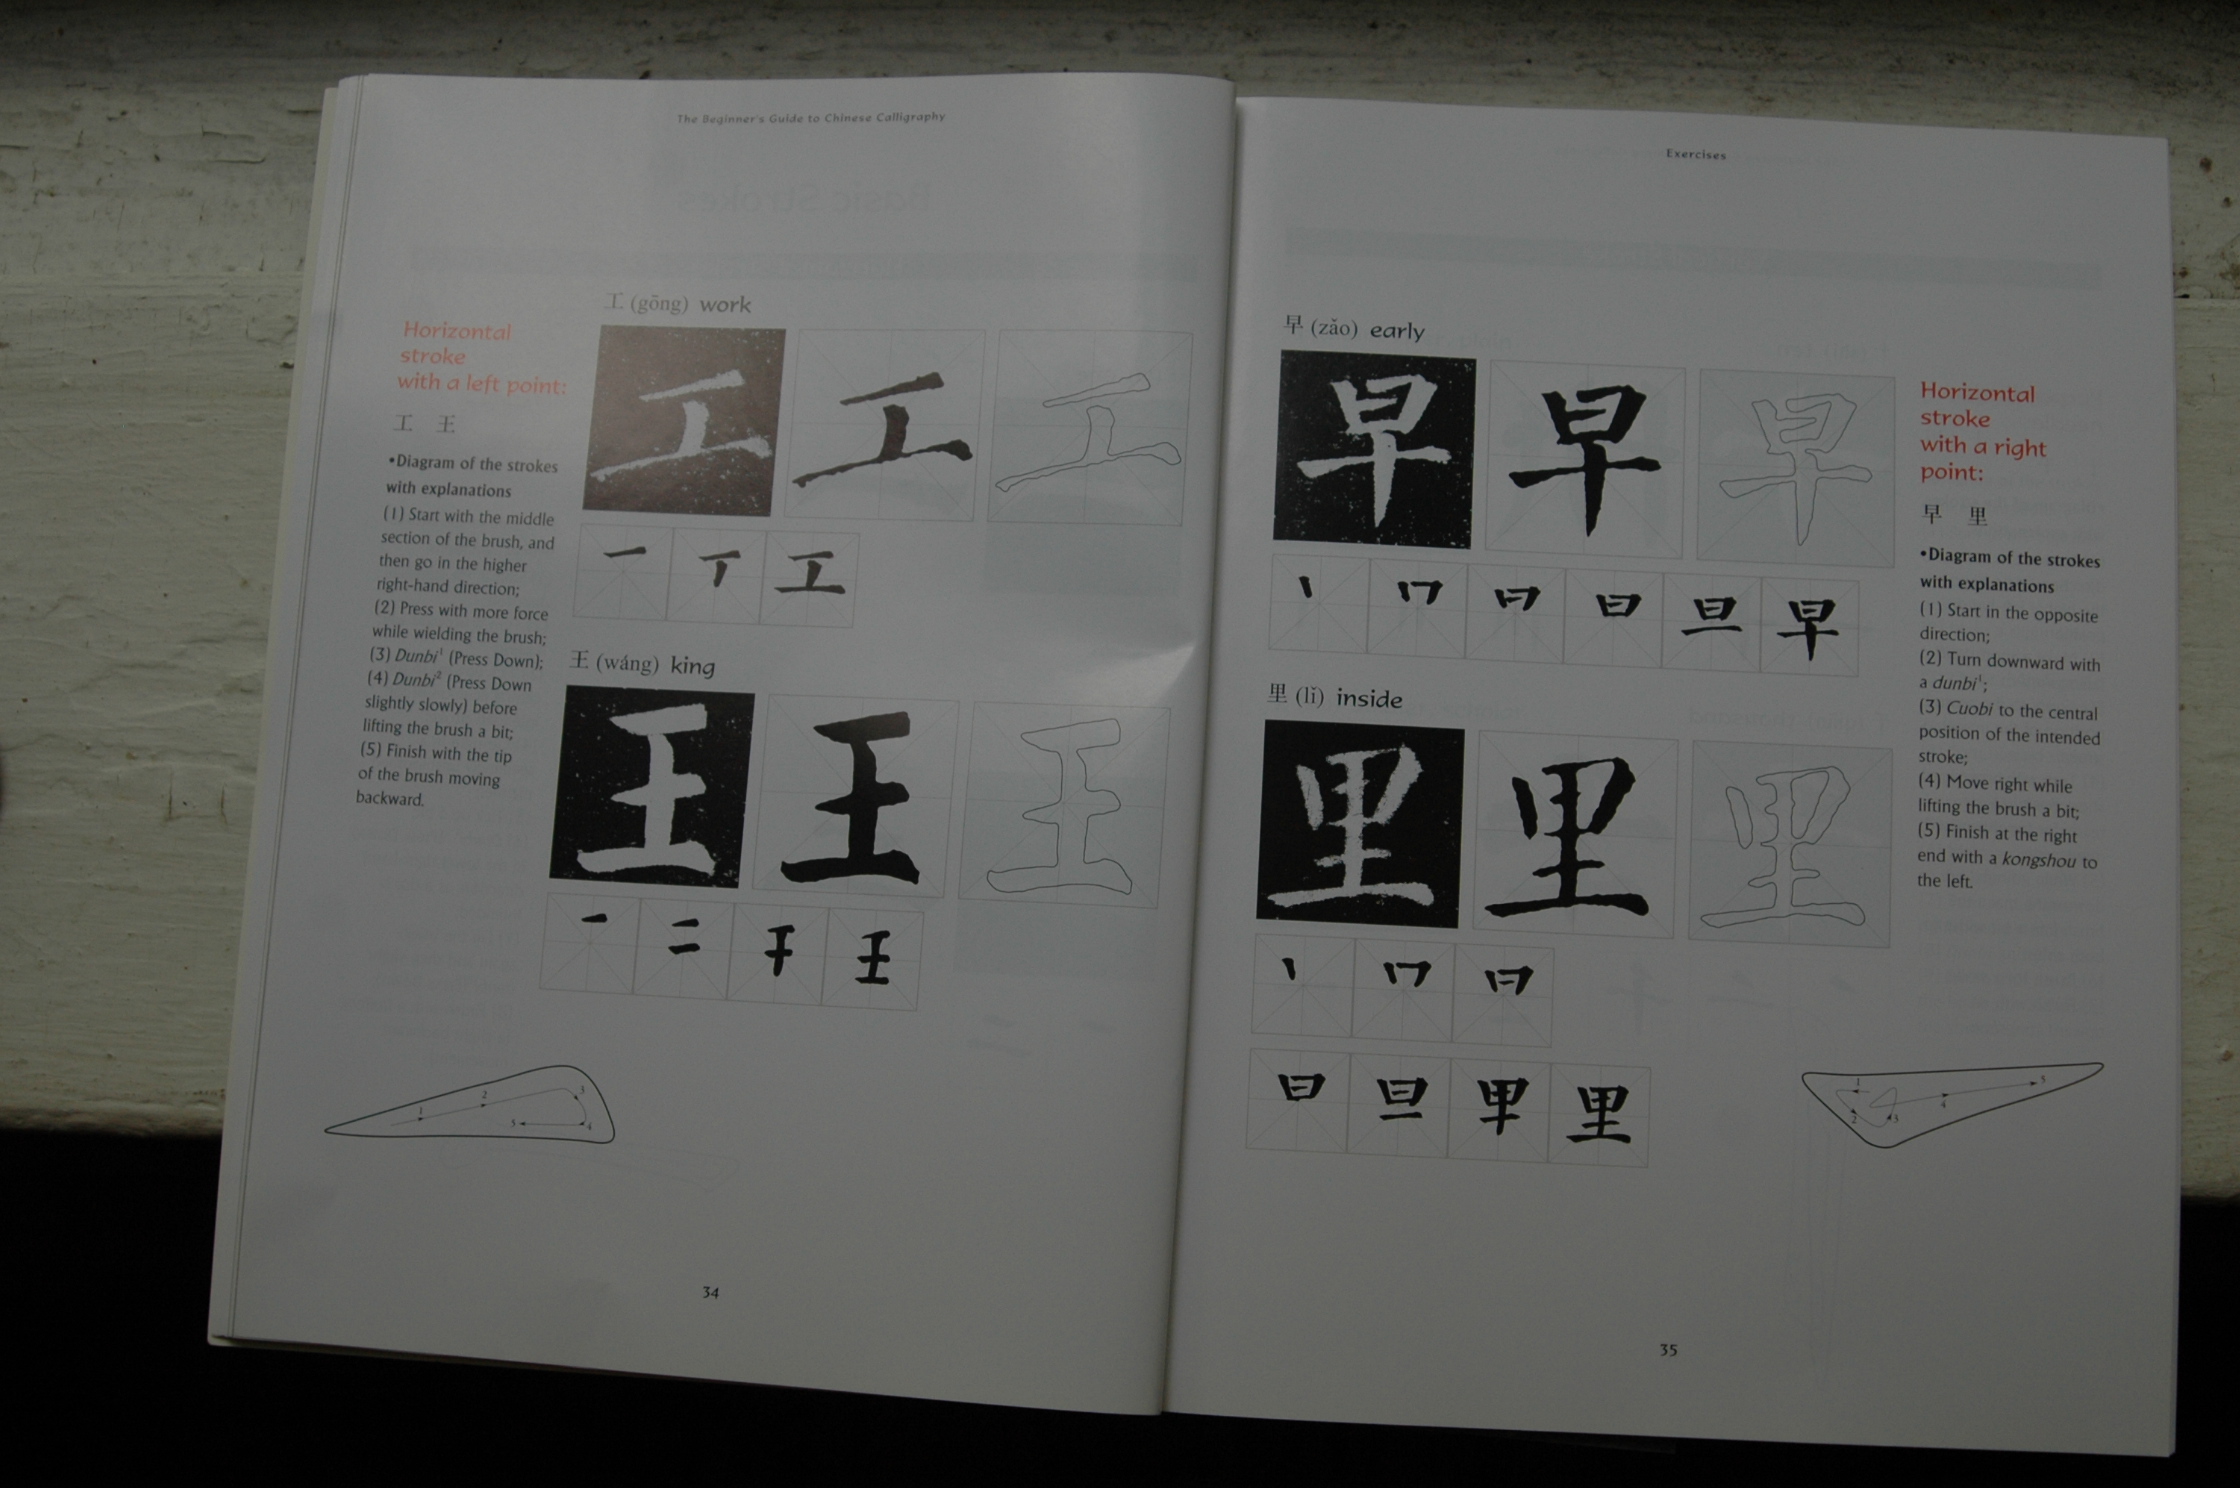 The Beginner's Guide to Chinese Calligraphy
Horizontal
stroke
with a left point:
工 王
•Diagram of the strokes
with explanations
(1) Start with the middle
section of the brush, and
then go in the higher
right-hand direction;
(2) Press with more force
while wielding the brush;
(3) Dunbi¹ (Press Down);
(4) Dunbi² (Press Down
slightly slowly) before
lifting the brush a bit;
(5) Finish with the tip
of the brush moving
backward.
工 (gōng) work
工 工 工
一 丅 工
王 (wáng) king
王 王 王
一 二 干 王
1 2 3 4 5
34
Exercises
早 (zǎo) early
早 早 早
丨 冂 日 日 旦 早
里 (lǐ) inside
里 里 里
丨 冂 日
日 旦 甲 里
Horizontal
stroke
with a right
point:
早 里
•Diagram of the strokes
with explanations
(1) Start in the opposite
direction;
(2) Turn downward with
a dunbi¹;
(3) Cuobi to the central
position of the intended
stroke;
(4) Move right while
lifting the brush a bit;
(5) Finish at the right
end with a kongshou to
the left.
1 2 3 4 5
35